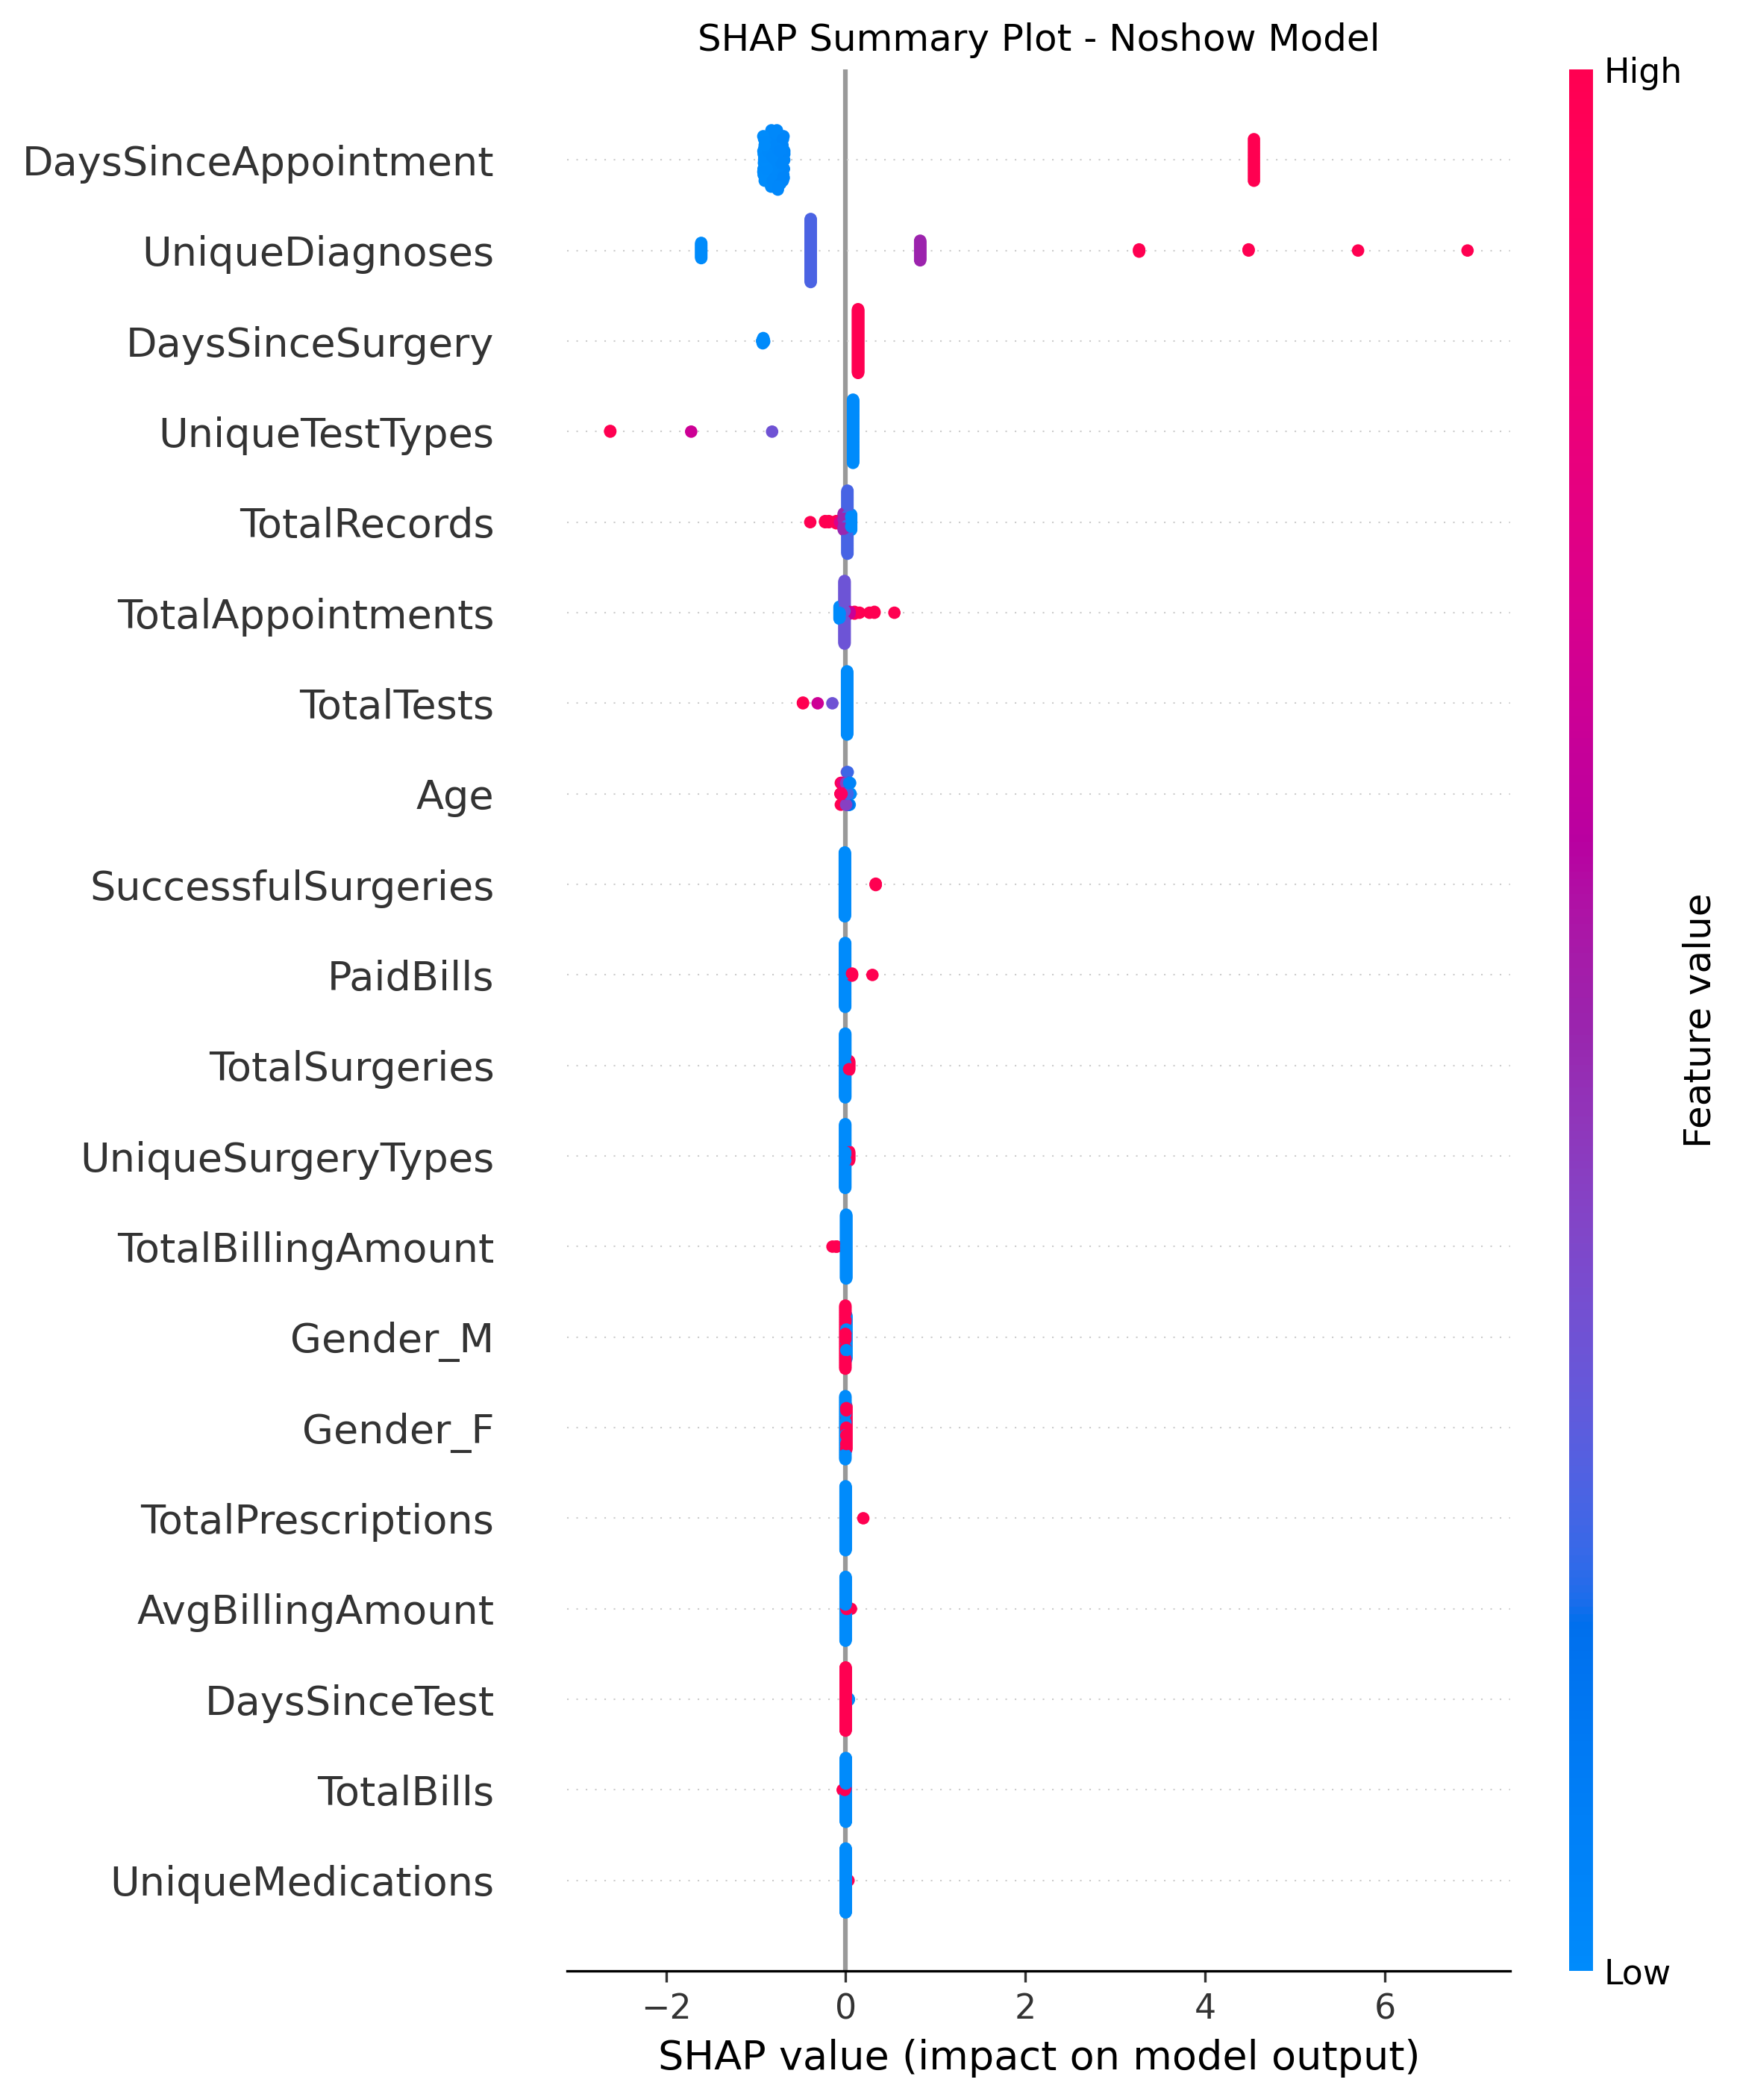 SHAP Summary Plot - Noshow Model
High
DaysSinceAppointment
UniqueDiagnoses
DaysSinceSurgery
UniqueTestTypes
TotalRecords
TotalAppointments
TotalTests
Age
SuccessfulSurgeries
PaidBills
TotalSurgeries
UniqueSurgeryTypes
TotalBillingAmount
Gender_M
Gender_F
TotalPrescriptions
AvgBillingAmount
DaysSinceTest
TotalBills
UniqueMedications
Feature value
Low
−2 0 2 4 6
SHAP value (impact on model output)